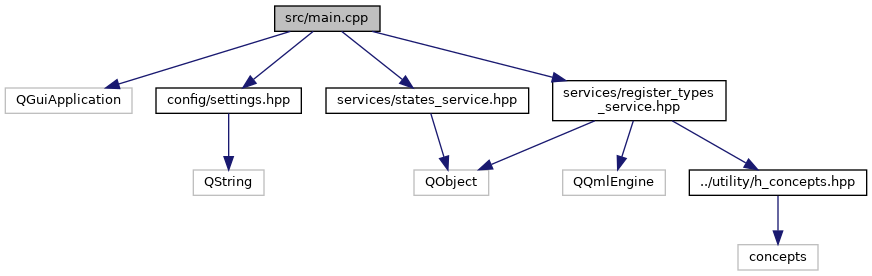 src/main.cpp
QGuiApplication
config/settings.hpp
services/states_service.hpp
services/register_types
_service.hpp
QString
QObject
QQmlEngine
../utility/h_concepts.hpp
concepts